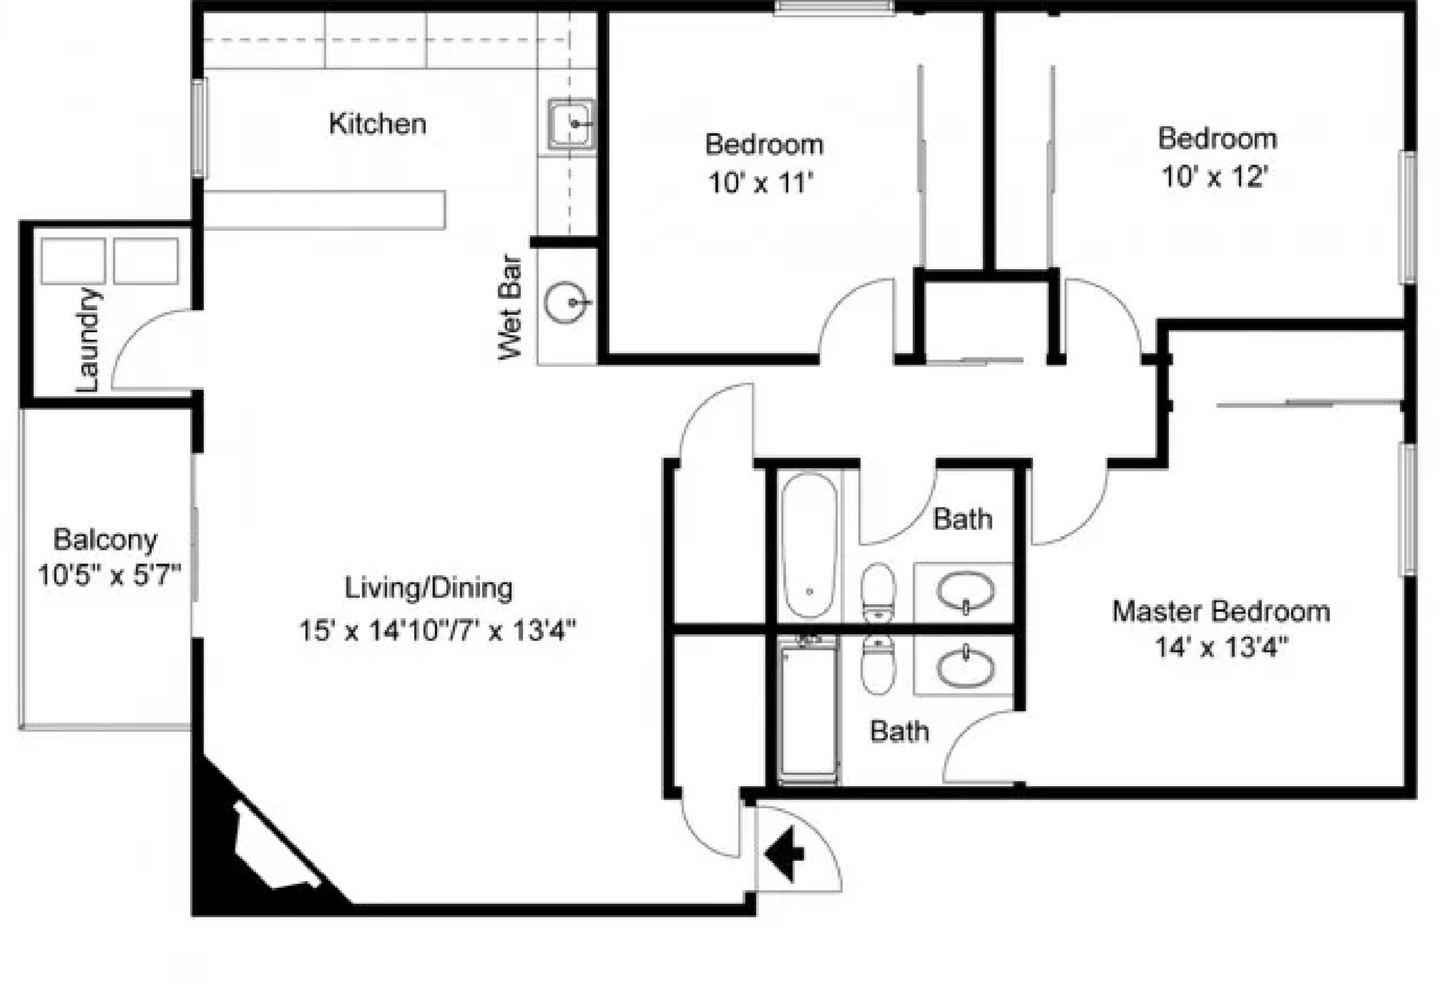 Kitchen
Bedroom
10' x 11'
Bedroom
10' x 12'
Wet Bar
Laundry
Balcony
10'5" x 5'7"
Living/Dining
15' x 14'10"/7' x 13'4"
Bath
Master Bedroom
14' x 13'4"
Bath